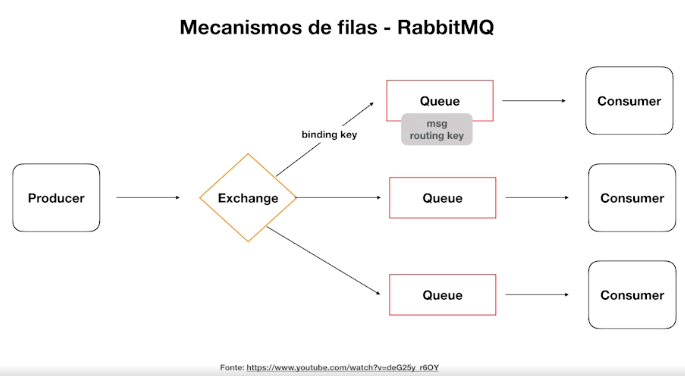 Mecanismos de filas - RabbitMQ
Queue
Consumer
msg
routing key
binding key
Producer
Exchange
Queue
Consumer
Queue
Consumer
Fonte: https://www.youtube.com/watch?v=deG25y_r6OY